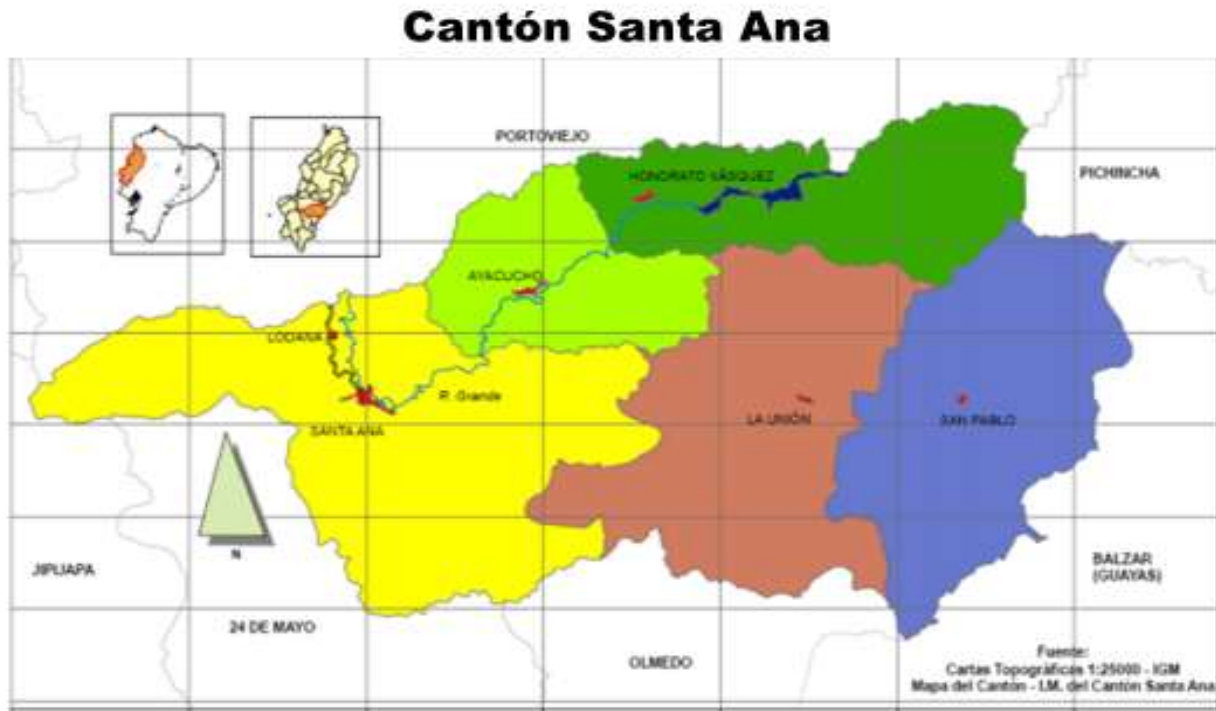 Cantón Santa Ana
PORTOVIEJO
PICHINCHA
HONORATO VÁSQUEZ
AYACUCHO
LODANA
R. Grande
SANTA ANA
LA UNIÓN
SAN PABLO
N
JIPIJAPA
BALZAR
(GUAYAS)
24 DE MAYO
OLMEDO
Fuente:
Cartas Topográficas 1:25000 - IGM
Mapa del Cantón - I.M. del Cantón Santa Ana